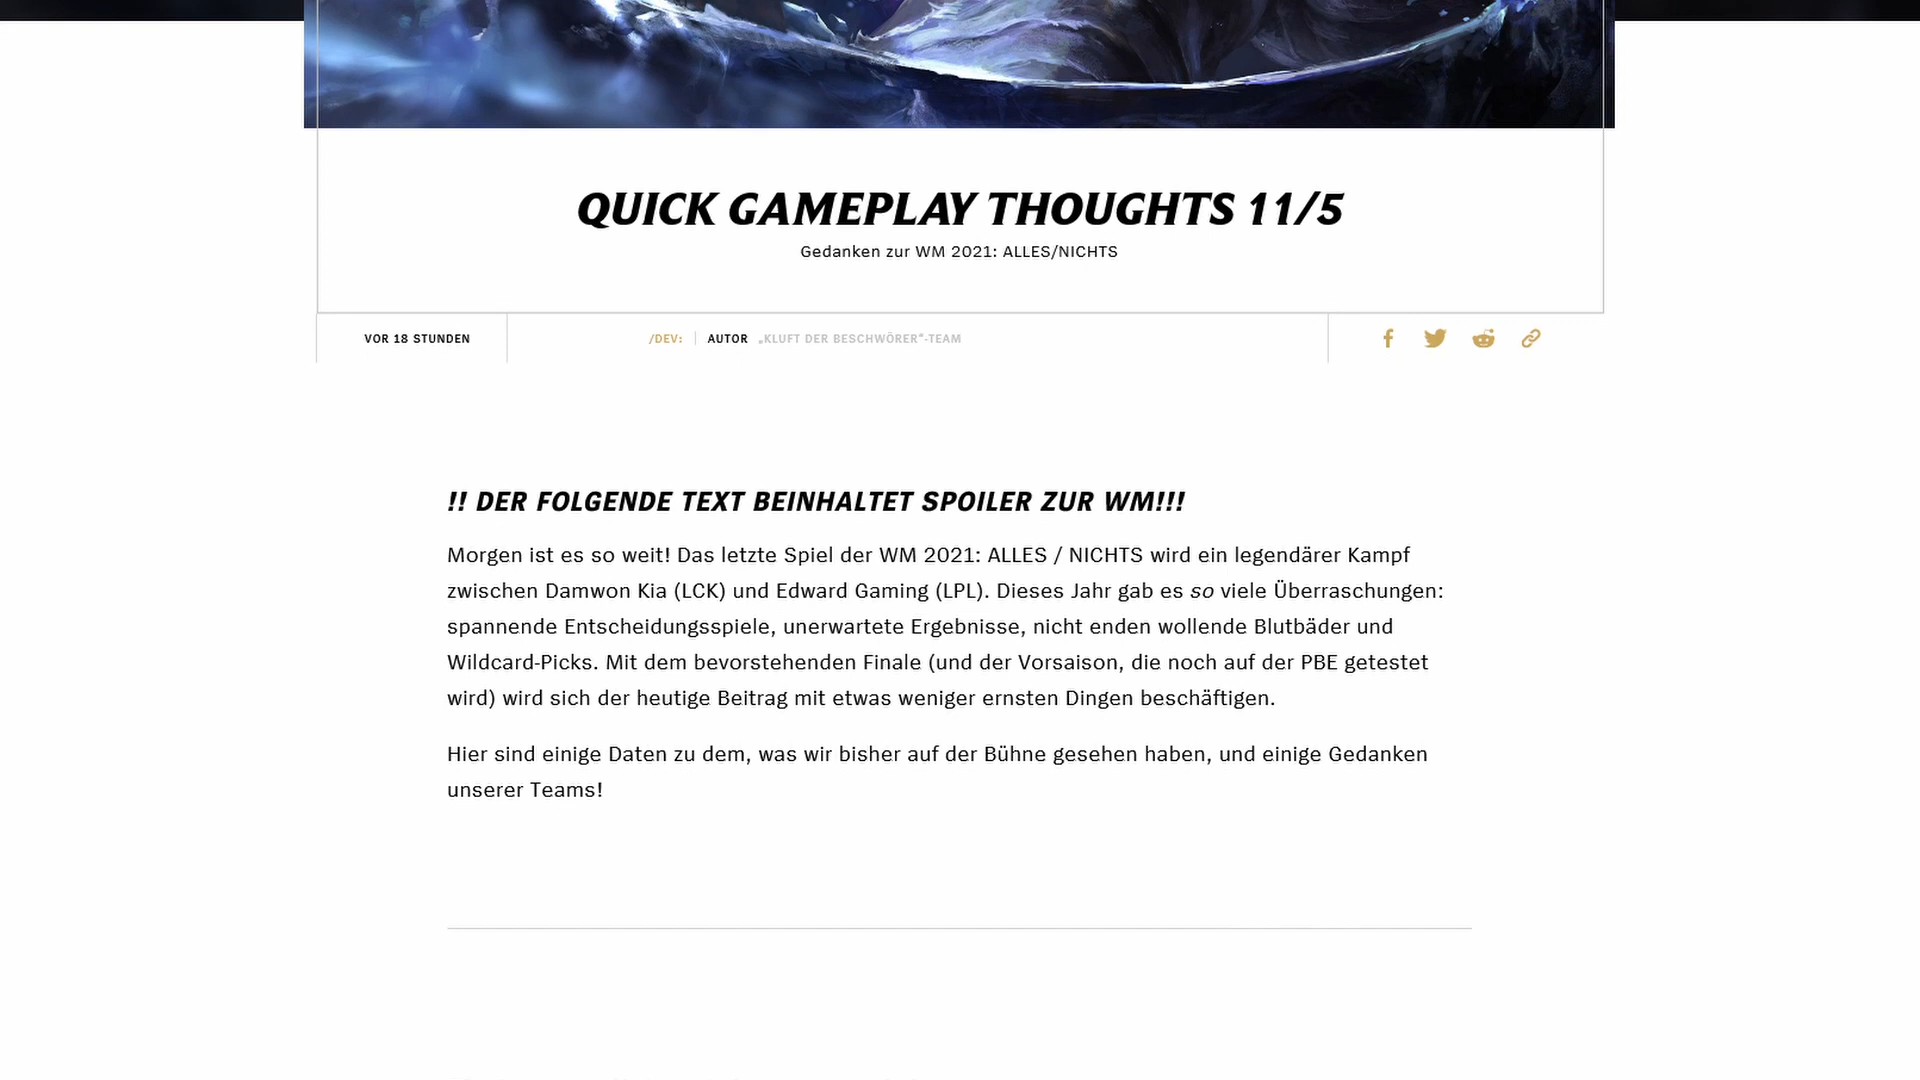 QUICK GAMEPLAY THOUGHTS 11/5
Gedanken zur WM 2021: ALLES/NICHTS
VOR 18 STUNDEN
/DEV: AUTOR „KLUFT DER BESCHWÖRER“-TEAM
!! DER FOLGENDE TEXT BEINHALTET SPOILER ZUR WM!!!
Morgen ist es so weit! Das letzte Spiel der WM 2021: ALLES / NICHTS wird ein legendärer Kampf
zwischen Damwon Kia (LCK) und Edward Gaming (LPL). Dieses Jahr gab es so viele Überraschungen:
spannende Entscheidungsspiele, unerwartete Ergebnisse, nicht enden wollende Blutbäder und
Wildcard-Picks. Mit dem bevorstehenden Finale (und der Vorsaison, die noch auf der PBE getestet
wird) wird sich der heutige Beitrag mit etwas weniger ernsten Dingen beschäftigen.
Hier sind einige Daten zu dem, was wir bisher auf der Bühne gesehen haben, und einige Gedanken
unserer Teams!